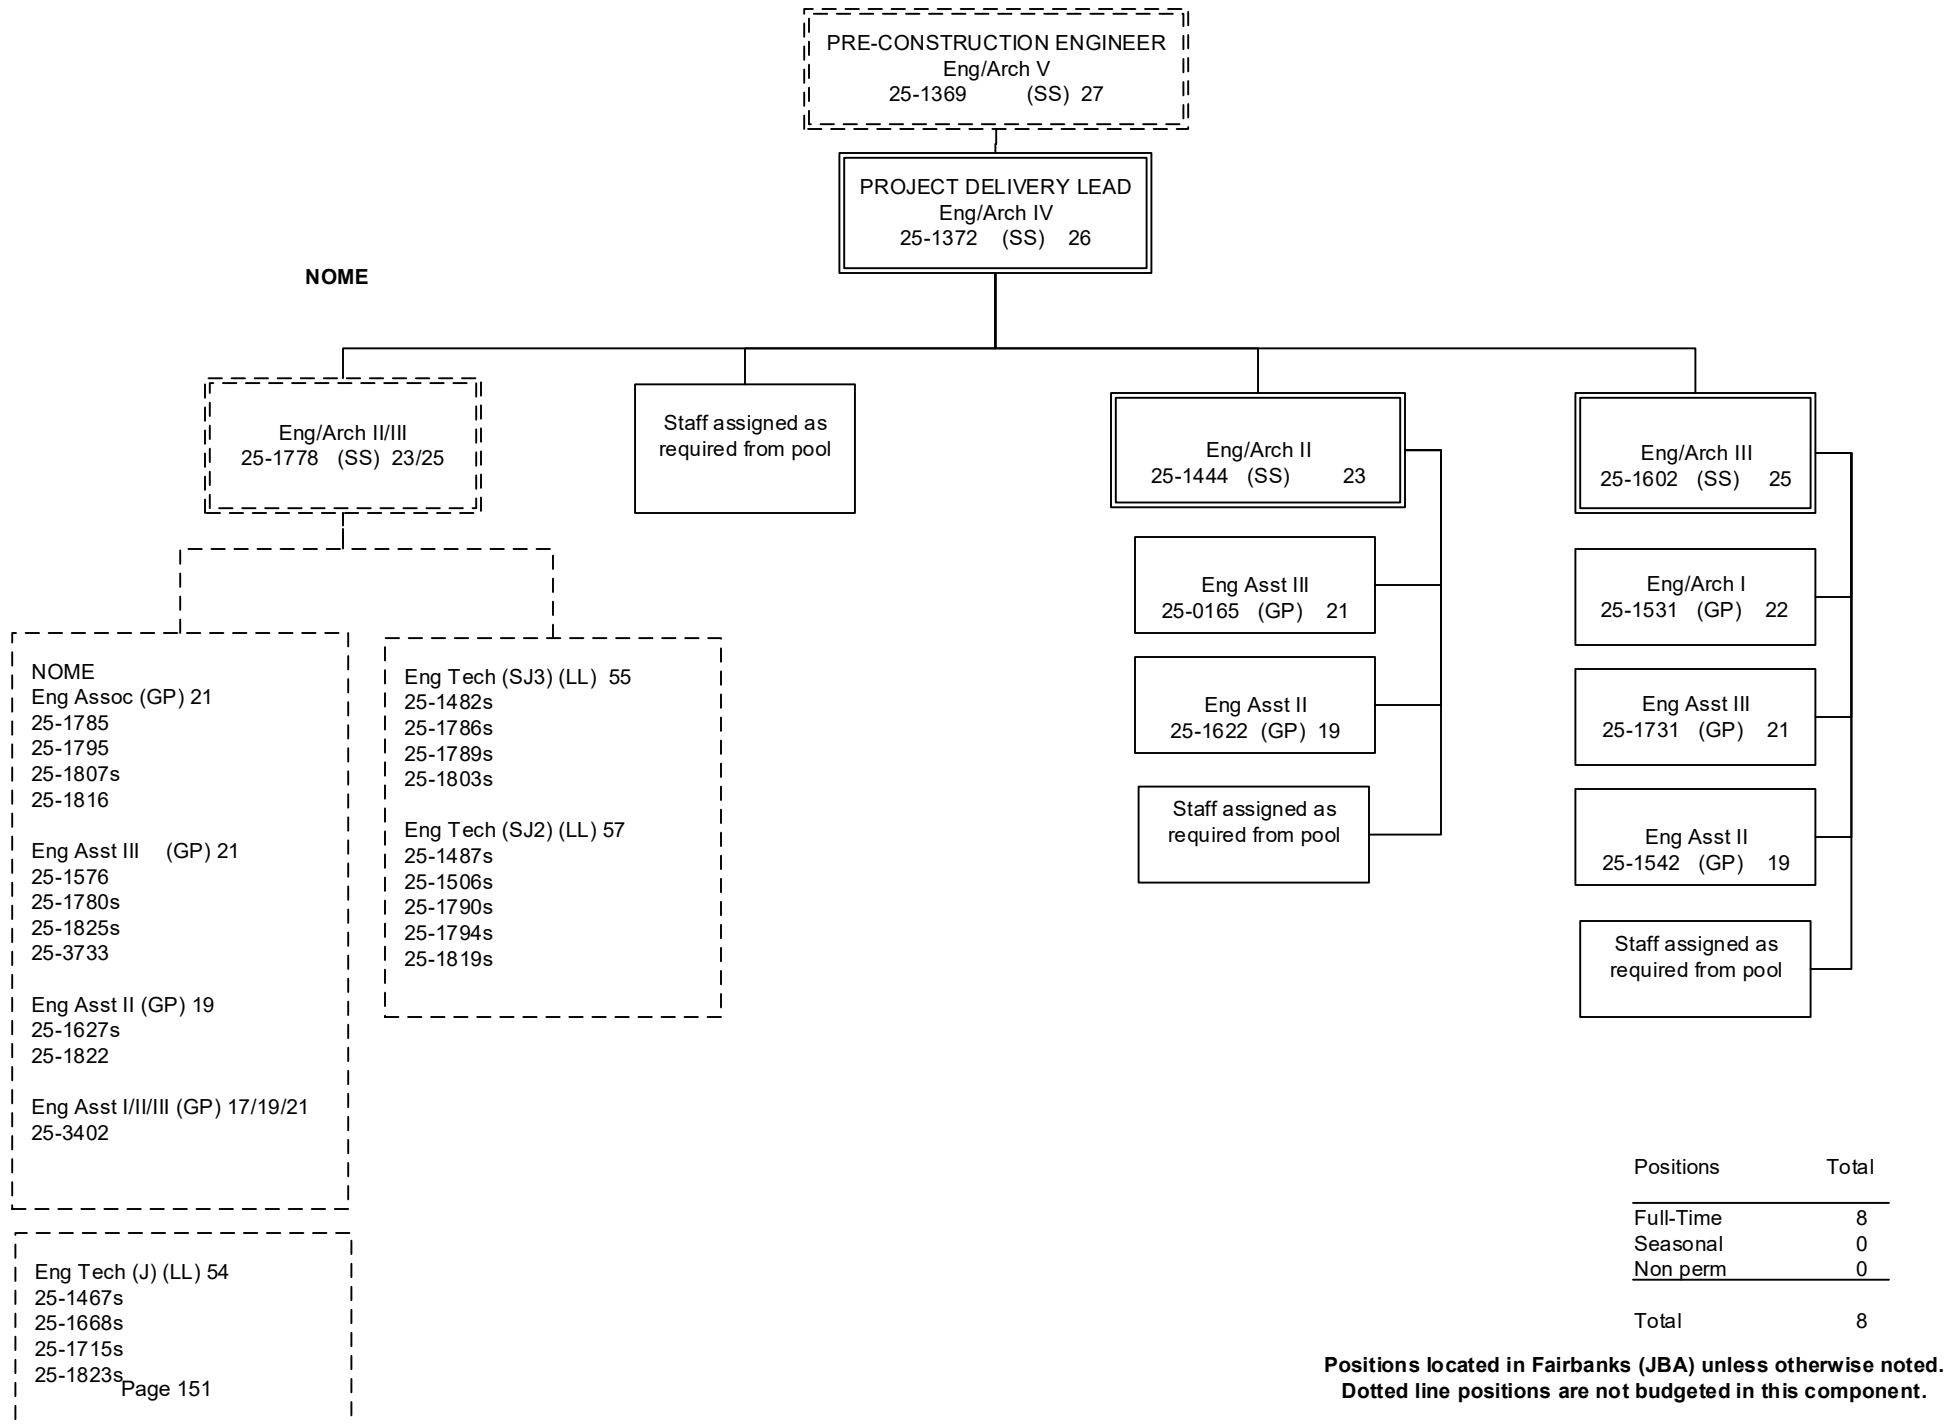 PRE-CONSTRUCTION ENGINEER
Eng/Arch V
25-1369 (SS) 27
PROJECT DELIVERY LEAD
Eng/Arch IV
25-1372 (SS) 26
NOME
Eng/Arch II/III
25-1778 (SS) 23/25
Staff assigned as
required from pool
Eng/Arch II
25-1444 (SS) 23
Eng/Arch III
25-1602 (SS) 25
Eng Asst III
25-0165 (GP) 21
Eng Asst II
25-1622 (GP) 19
Staff assigned as
required from pool
Eng/Arch I
25-1531 (GP) 22
Eng Asst III
25-1731 (GP) 21
Eng Asst II
25-1542 (GP) 19
Staff assigned as
required from pool
NOME
Eng Assoc (GP) 21
25-1785
25-1795
25-1807s
25-1816
Eng Asst III (GP) 21
25-1576
25-1780s
25-1825s
25-3733
Eng Asst II (GP) 19
25-1627s
25-1822
Eng Asst I/II/III (GP) 17/19/21
25-3402
Eng Tech (SJ3) (LL) 55
25-1482s
25-1786s
25-1789s
25-1803s
Eng Tech (SJ2) (LL) 57
25-1487s
25-1506s
25-1790s
25-1794s
25-1819s
Eng Tech (J) (LL) 54
25-1467s
25-1668s
25-1715s
25-1823s
Page 151
Positions Total
Full-Time 8
Seasonal 0
Non perm 0
Total 8
Positions located in Fairbanks (JBA) unless otherwise noted.
Dotted line positions are not budgeted in this component.